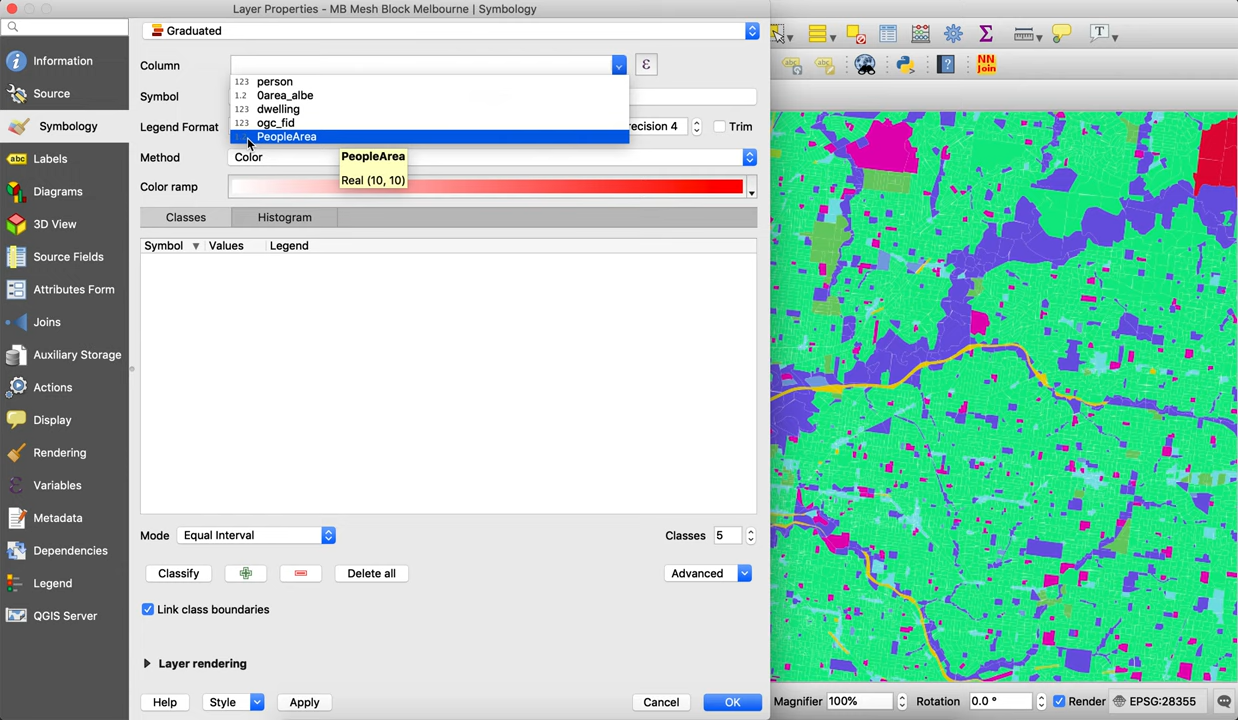 Layer Properties - MB Mesh Block Melbourne | Symbology
Graduated
Information
Source
Symbology
Labels
Diagrams
3D View
Source Fields
Attributes Form
Joins
Auxiliary Storage
Actions
Display
Rendering
Variables
Metadata
Dependencies
Legend
QGIS Server
Column
ε
123 person
1.2 0area_albe
123 dwelling
123 ogc_fid
PeopleArea
Symbol
Legend Format
recision 4
Trim
Method
Color
PeopleArea
Real (10, 10)
Color ramp
Classes
Histogram
Symbol
Values
Legend
Mode
Equal Interval
Classes
5
Classify
Delete all
Advanced
Link class boundaries
Layer rendering
Help
Style
Apply
Cancel
OK
abc
NN
join
Magnifier
100%
Rotation
0.0 °
Render
EPSG:28355